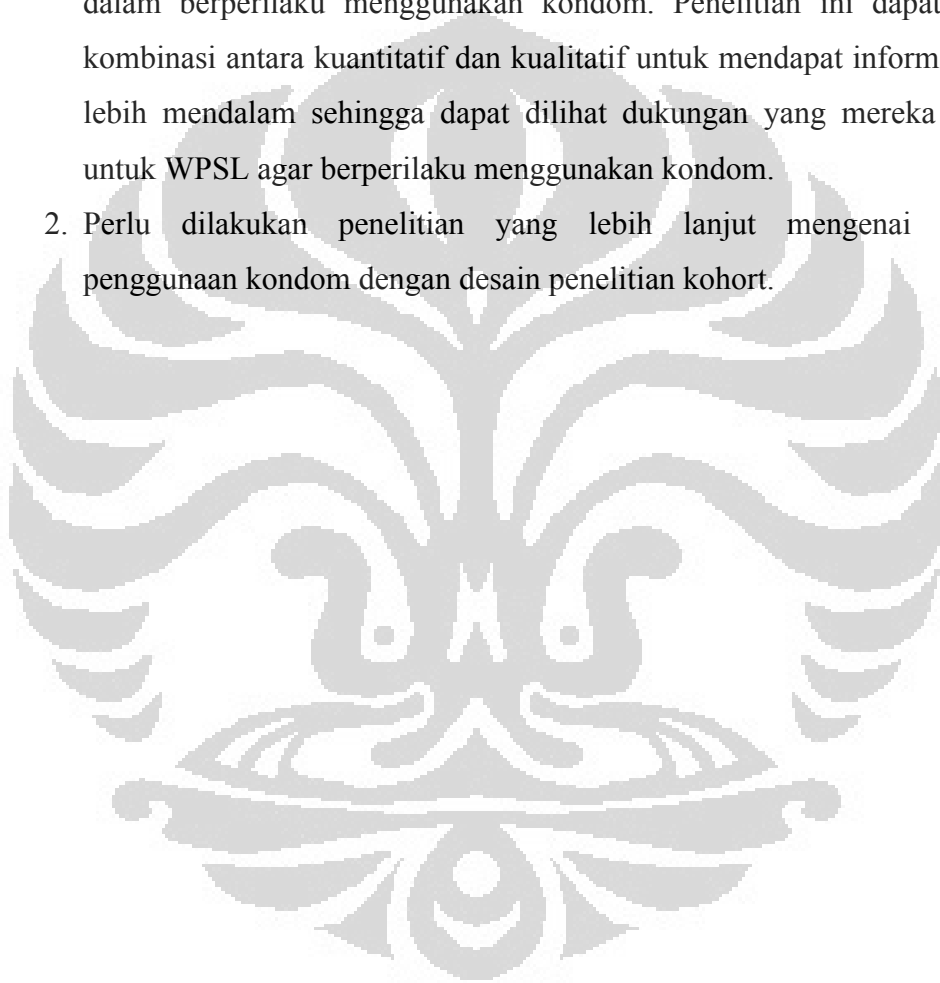 dalam berperilaku menggunakan kondom. Penelitian ini dapat
kombinasi antara kuantitatif dan kualitatif untuk mendapat inform
lebih mendalam sehingga dapat dilihat dukungan yang mereka
untuk WPSL agar berperilaku menggunakan kondom.
2. Perlu dilakukan penelitian yang lebih lanjut mengenai
penggunaan kondom dengan desain penelitian kohort.